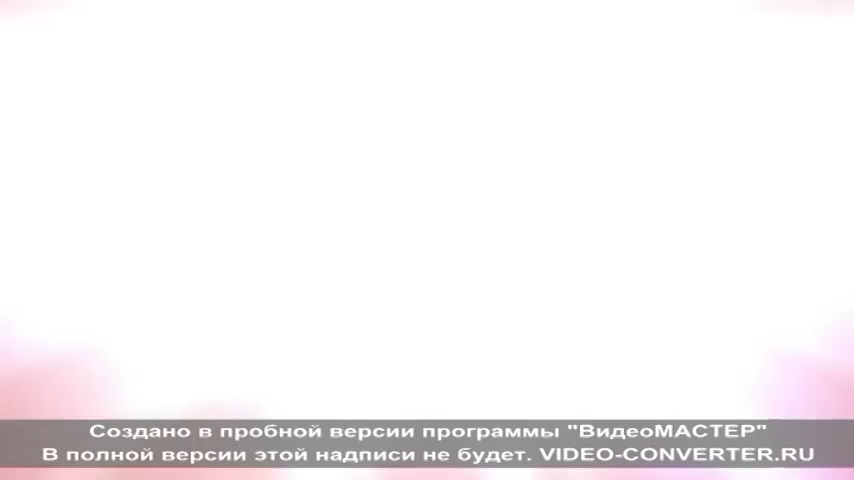 Создано в пробной версии программы "ВидеоМАСТЕР"
В полной версии этой надписи не будет. VIDEO-CONVERTER.RU